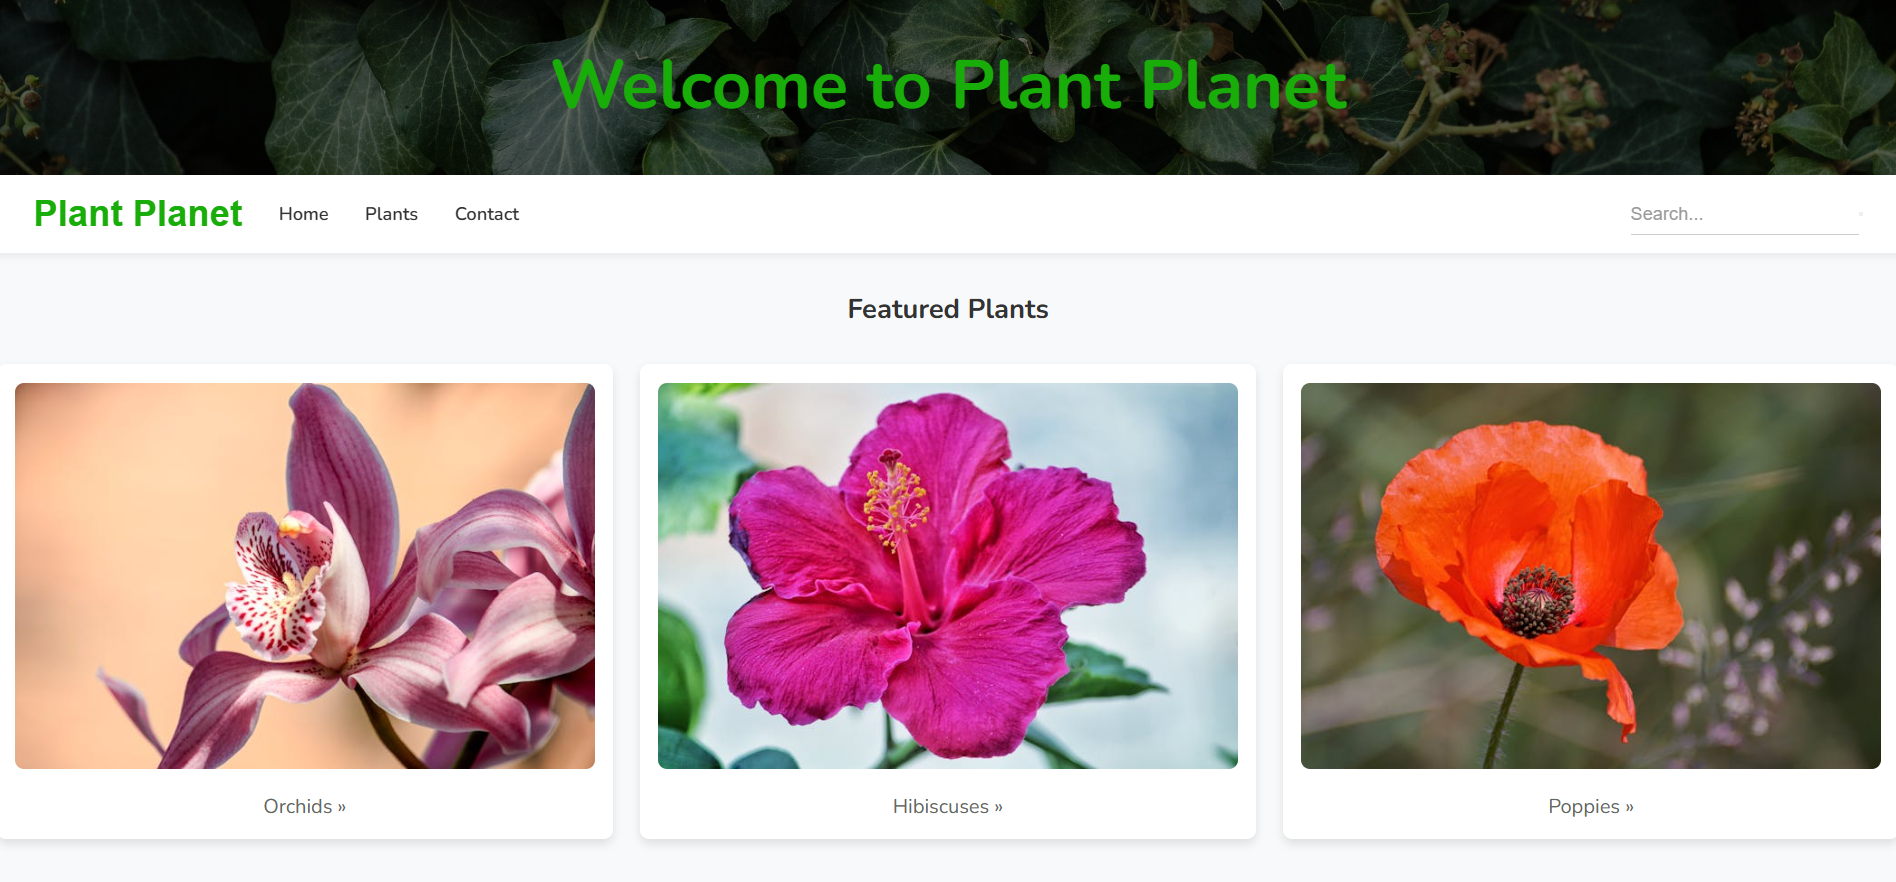 Welcome to Plant Planet
Plant Planet Home Plants Contact Search...
Featured Plants
Orchids » Hibiscuses » Poppies »